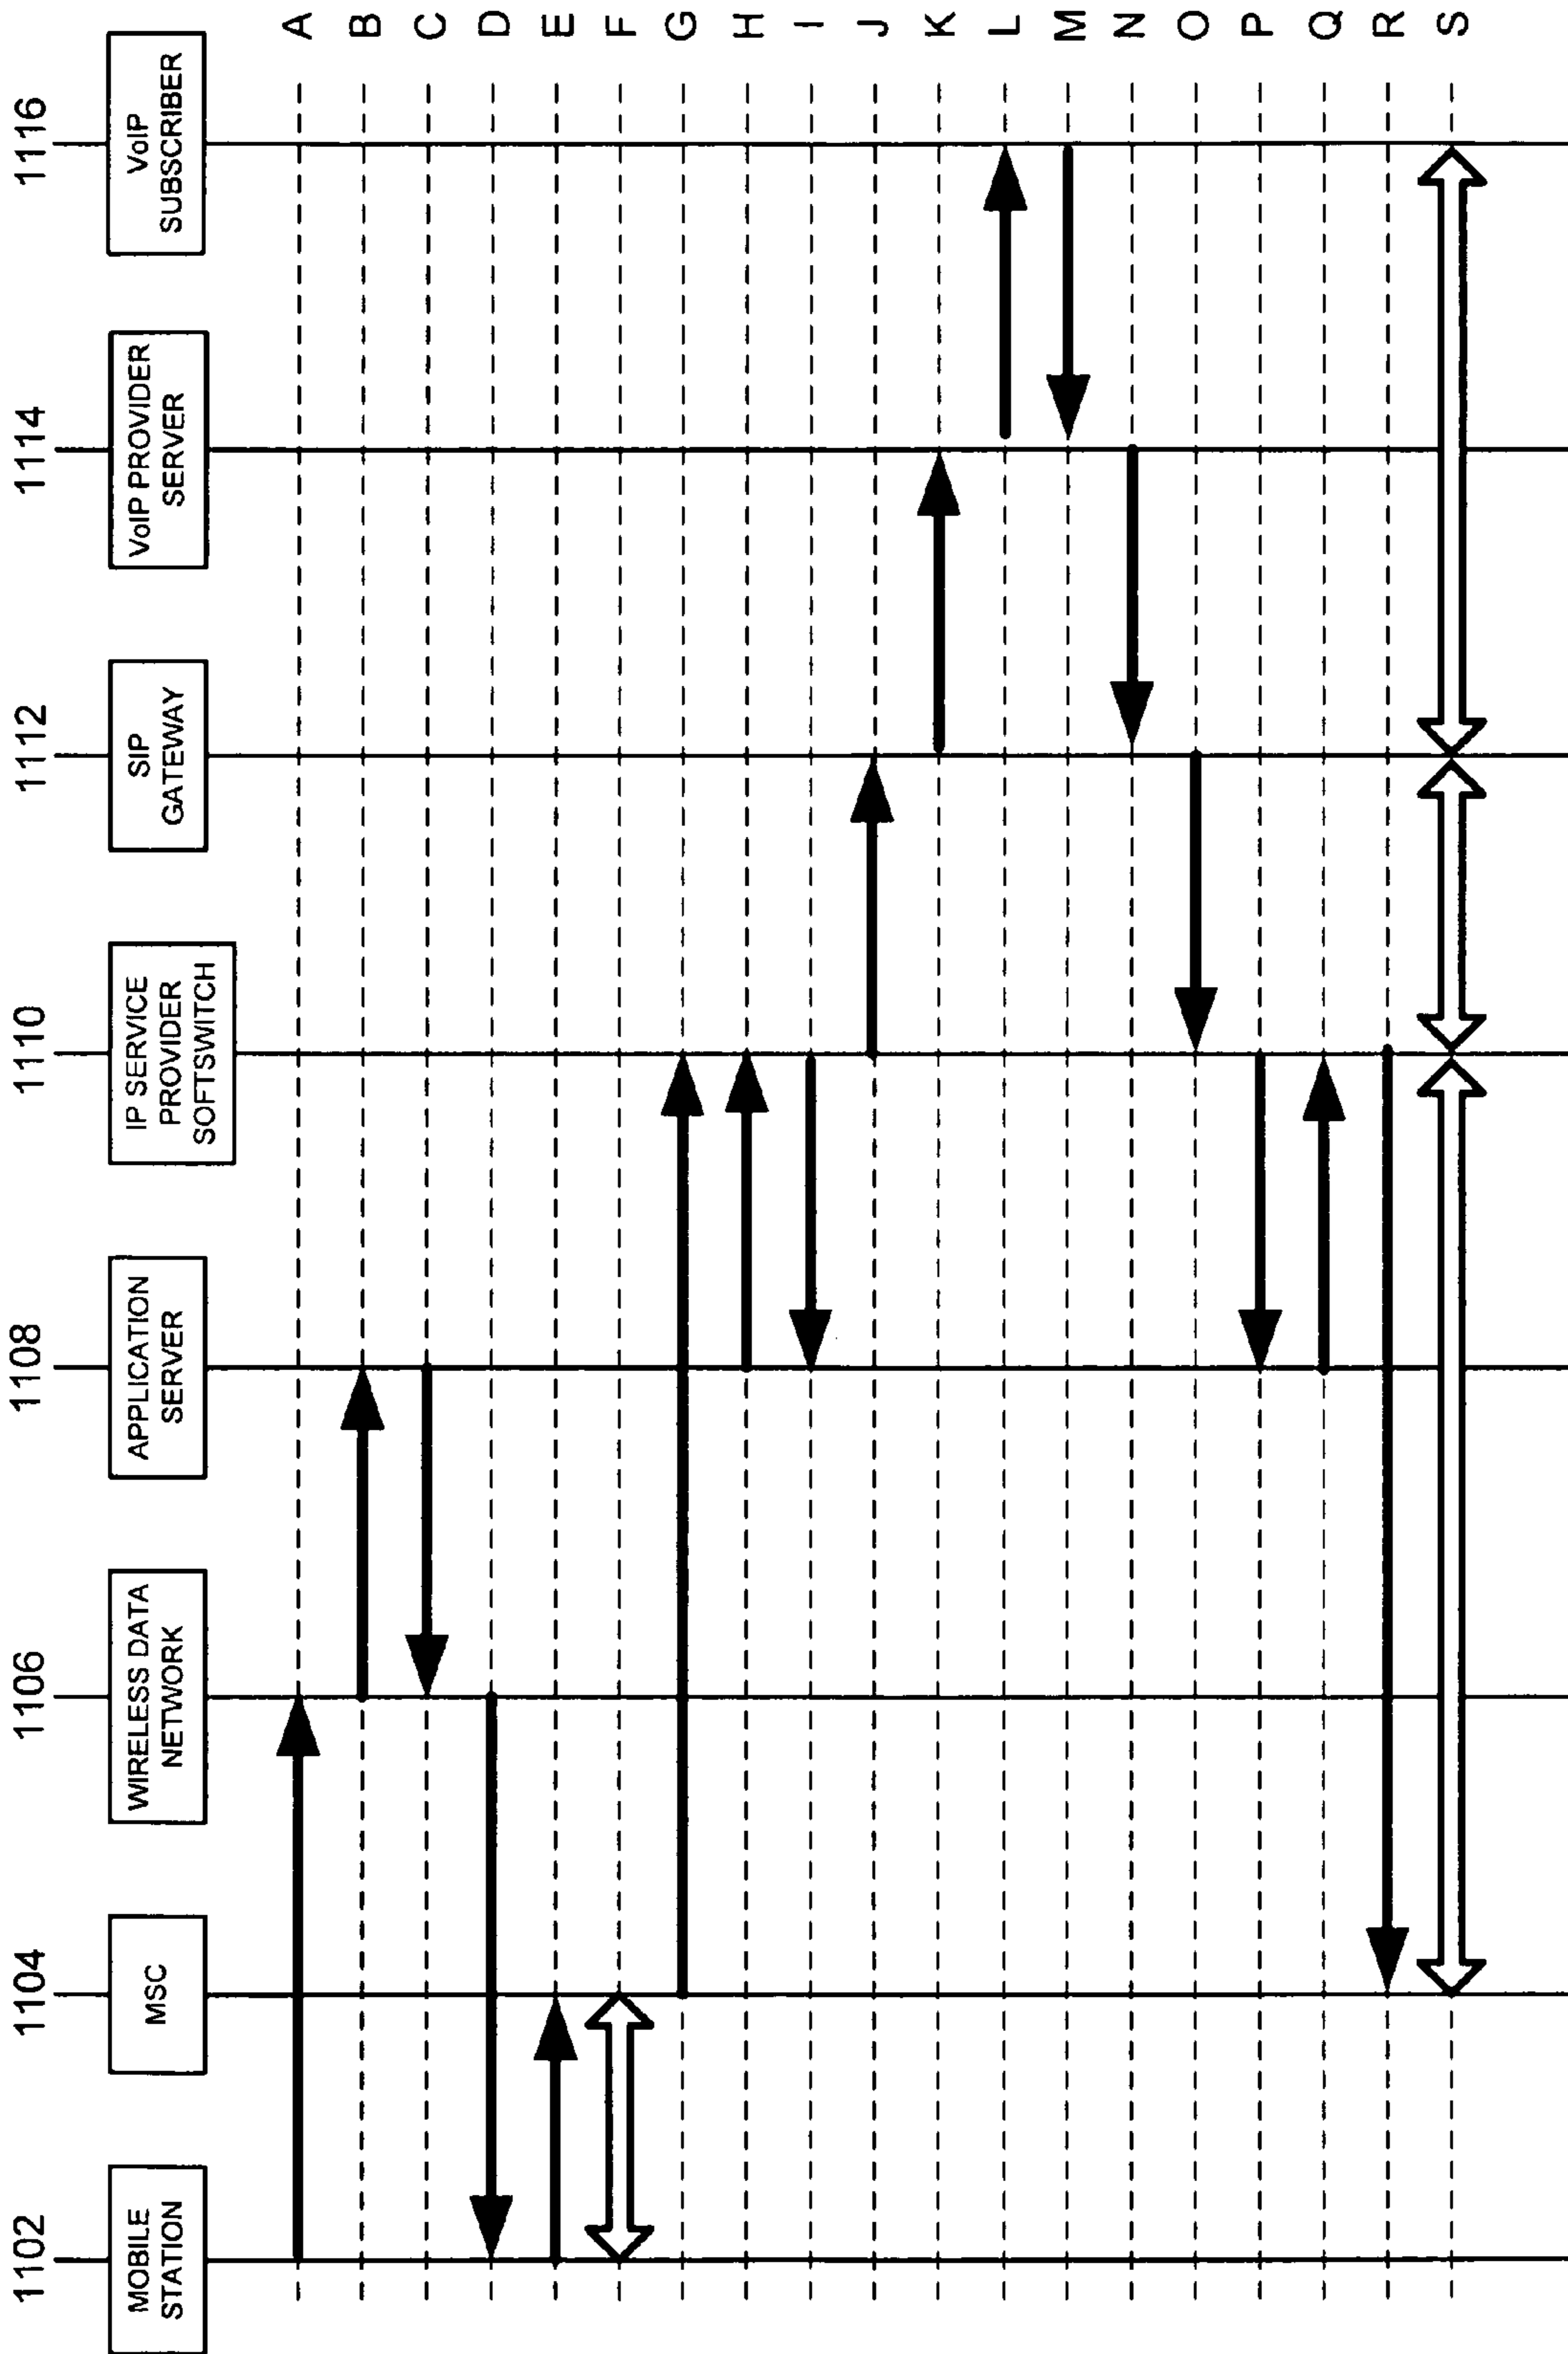 1102
1104
1106
1108
1110
1112
1114
1116
MOBILE
STATION
MSC
WIRELESS DATA
NETWORK
APPLICATION
SERVER
IP SERVICE
PROVIDER
SOFTSWITCH
SIP
GATEWAY
VoIP PROVIDER
SERVER
VoIP
SUBSCRIBER
A
B
C
D
E
F
G
H
I
J
K
L
M
N
O
P
Q
R
S